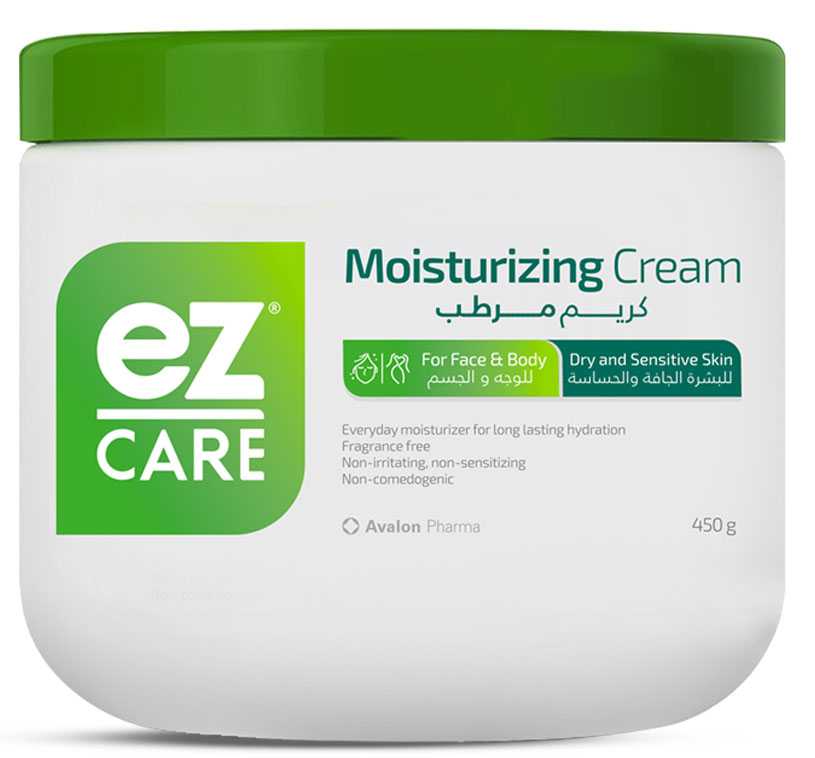 ez®
CARE
Moisturizing Cream
كريم مرطب
For Face & Body
للوجه و الجسم
Dry and Sensitive Skin
للبشرة الجافة والحساسة
Everyday moisturizer for long lasting hydration
Fragrance free
Non-irritating, non-sensitizing
Non-comedogenic
Avalon Pharma
450 g